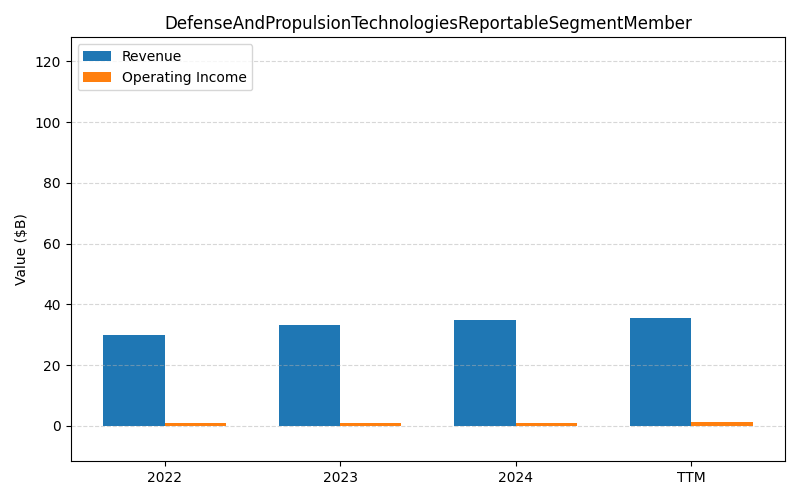 DefenseAndPropulsionTechnologiesReportableSegmentMember
Revenue
Operating Income
Value ($B)
120
100
80
60
40
20
0
2022
2023
2024
TTM